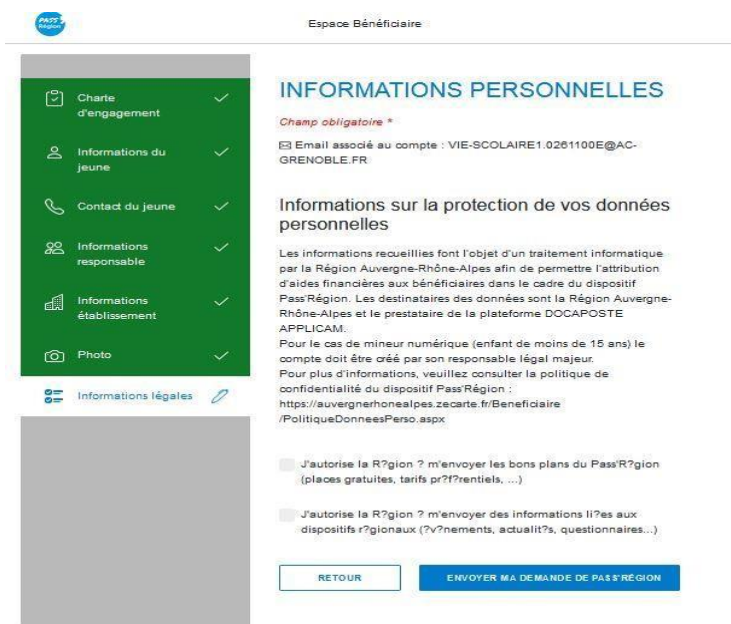 PASS'
Région
Espace Bénéficiaire
Charte
d'engagement
Informations du
jeune
Contact du jeune
Informations
responsable
Informations
établissement
Photo
Informations légales
INFORMATIONS PERSONNELLES
Champ obligatoire *
Email associé au compte : VIE-SCOLAIRE1.0261100E@AC-
GRENOBLE.FR
Informations sur la protection de vos données
personnelles
Les informations recueillies font l'objet d'un traitement informatique
par la Région Auvergne-Rhône-Alpes afin de permettre l'attribution
d'aides financières aux bénéficiaires dans le cadre du dispositif
Pass'Région. Les destinataires des données sont la Région Auvergne-
Rhône-Alpes et le prestataire de la plateforme DOCAPOSTE
APPLICAM.
Pour le cas de mineur numérique (enfant de moins de 15 ans) le
compte doit être créé par son responsable légal majeur.
Pour plus d'informations, veuillez consulter la politique de
confidentialité du dispositif Pass'Région :
https://auvergnerhonealpes.zecarte.fr/Beneficiaire
/PolitiqueDonneesPerso.aspx
J'autorise la R?gion ? m'envoyer les bons plans du Pass'R?gion
(places gratuites, tarifs pr?f?rentiels, ...)
J'autorise la R?gion ? m'envoyer des informations li?es aux
dispositifs r?gionaux (?v?nements, actualit?s, questionnaires...)
RETOUR
ENVOYER MA DEMANDE DE PASS'RÉGION